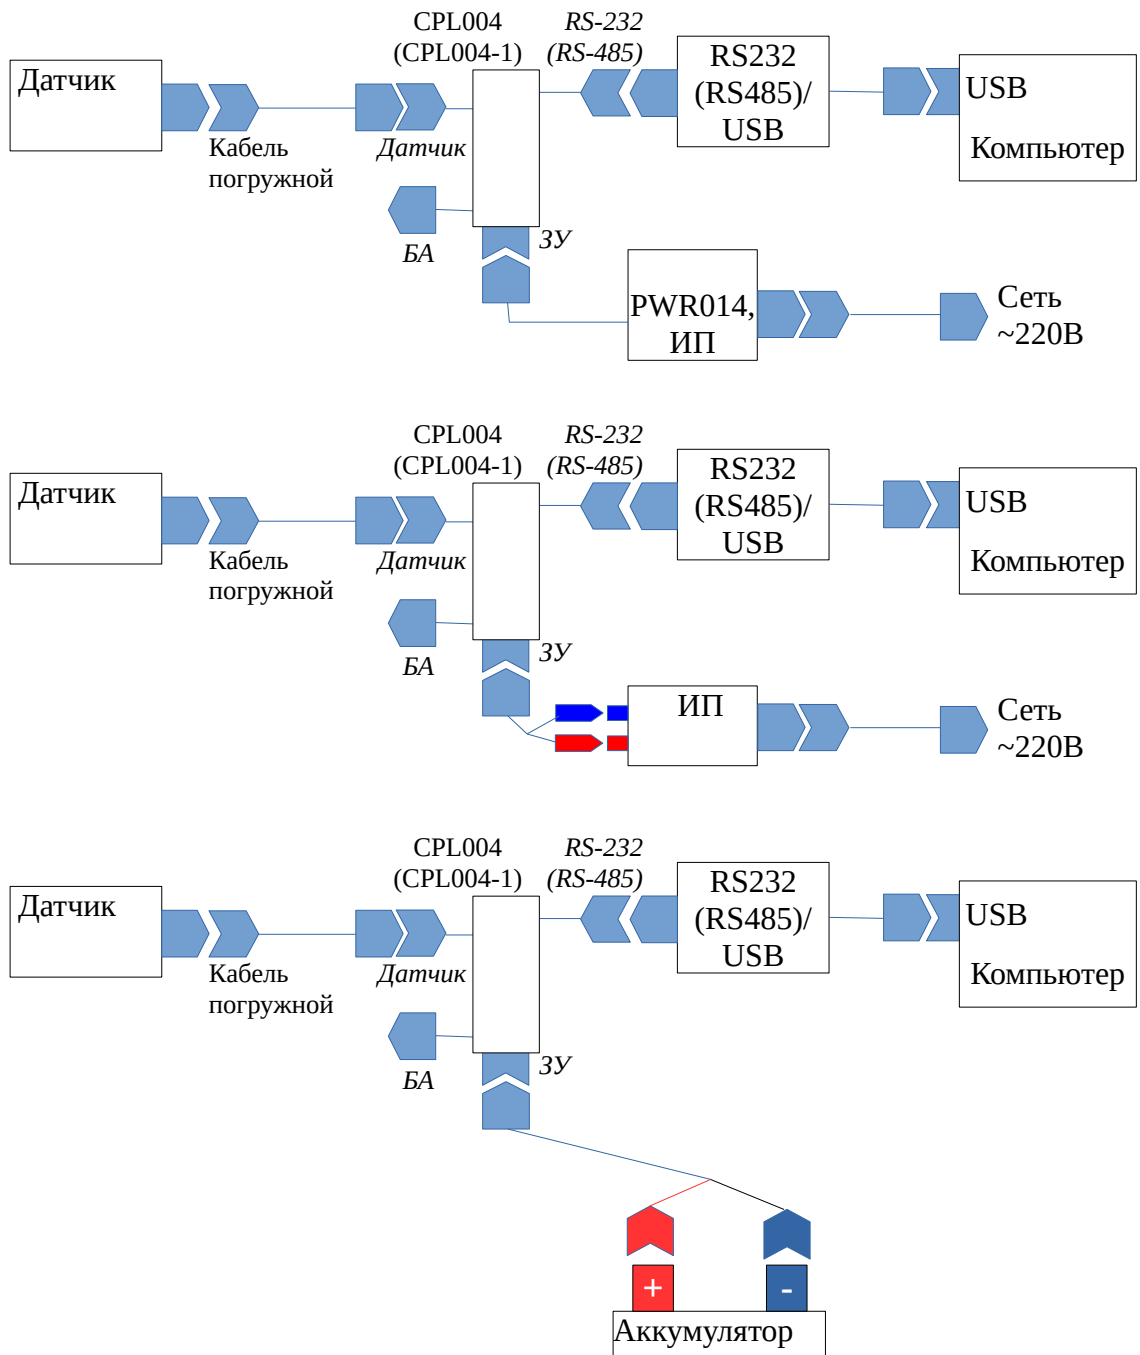 CPL004
(CPL004-1)
RS-232
(RS-485)
Датчик
RS232
(RS485)/
USB
USB
Компьютер
Кабель
погружной
Датчик
БА
ЗУ
PWR014,
ИП
Сеть
~220В
CPL004
(CPL004-1)
RS-232
(RS-485)
Датчик
RS232
(RS485)/
USB
USB
Компьютер
Кабель
погружной
Датчик
БА
ЗУ
ИП
Сеть
~220В
CPL004
(CPL004-1)
RS-232
(RS-485)
Датчик
RS232
(RS485)/
USB
USB
Компьютер
Кабель
погружной
Датчик
БА
ЗУ
+
-
Аккумулятор